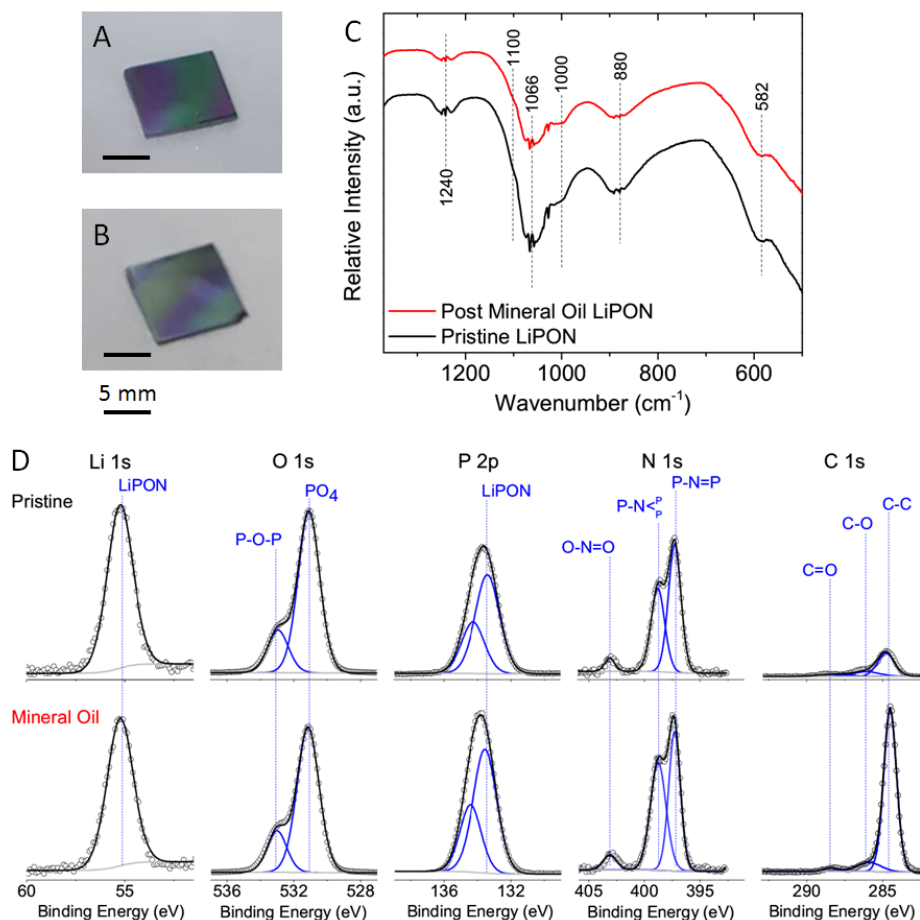 A
B
5 mm
C
Relative Intensity (a.u.)
1240
1100
1066
1000
880
582
Post Mineral Oil LiPON
Pristine LiPON
1200 1000 800 600
Wavenumber (cm⁻¹)
D
Li 1s O 1s P 2p N 1s C 1s
Pristine
LiPON
P-O-P
PO₄
LiPON
O-N=O
P-N<ᴾₚ
P-N=P
C=O
C-O
C-C
Mineral Oil
60 55 536 531 528 136 132 405 400 395 290 285
Binding Energy (eV) Binding Energy (eV) Binding Energy (eV) Binding Energy (eV) Binding Energy (eV)